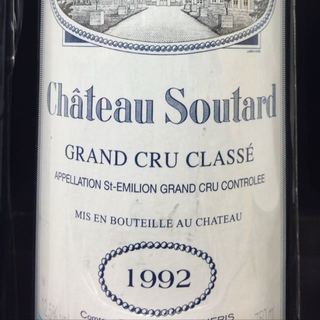 Château Soutard
GRAND CRU CLASSÉ
APPELLATION St-EMILION GRAND CRU CONTROLEE
MIS EN BOUTEILLE AU CHATEAU
1992